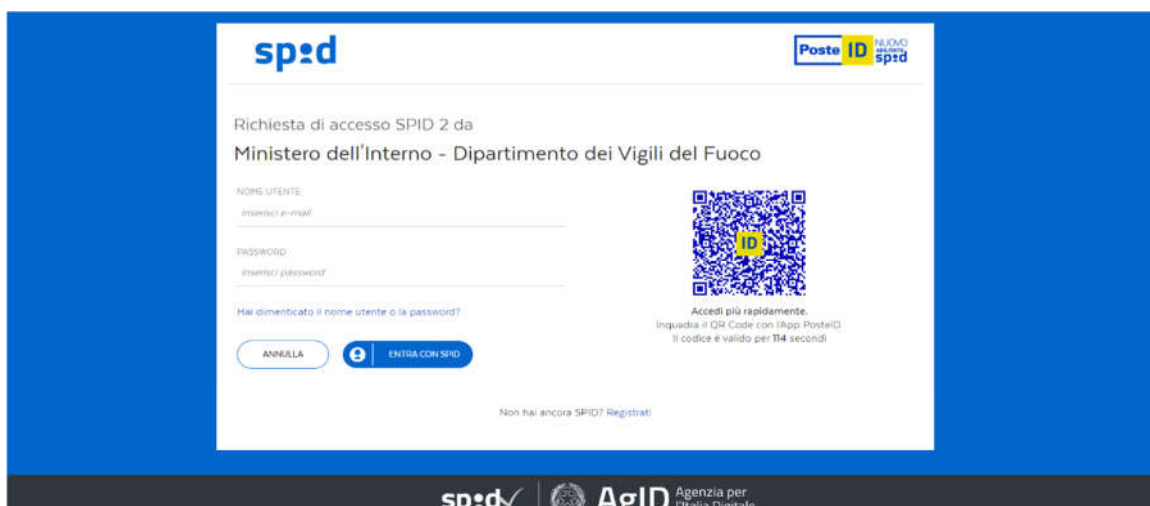 spid
Poste ID NUOVO
spid
Richiesta di accesso SPID 2 da
Ministero dell'Interno - Dipartimento dei Vigili del Fuoco
NOME UTENTE
inserisci e-mail
PASSWORD
inserisci password
Hai dimenticato il nome utente o la password?
ANNULLA
ENTRA CON SPID
ID
Accedi più rapidamente.
Inquadra il QR Code con l'App PosteID.
Il codice è valido per 114 secondi
Non hai ancora SPID? Registrati
spid
AgID Agenzia per
l'Italia Digitale